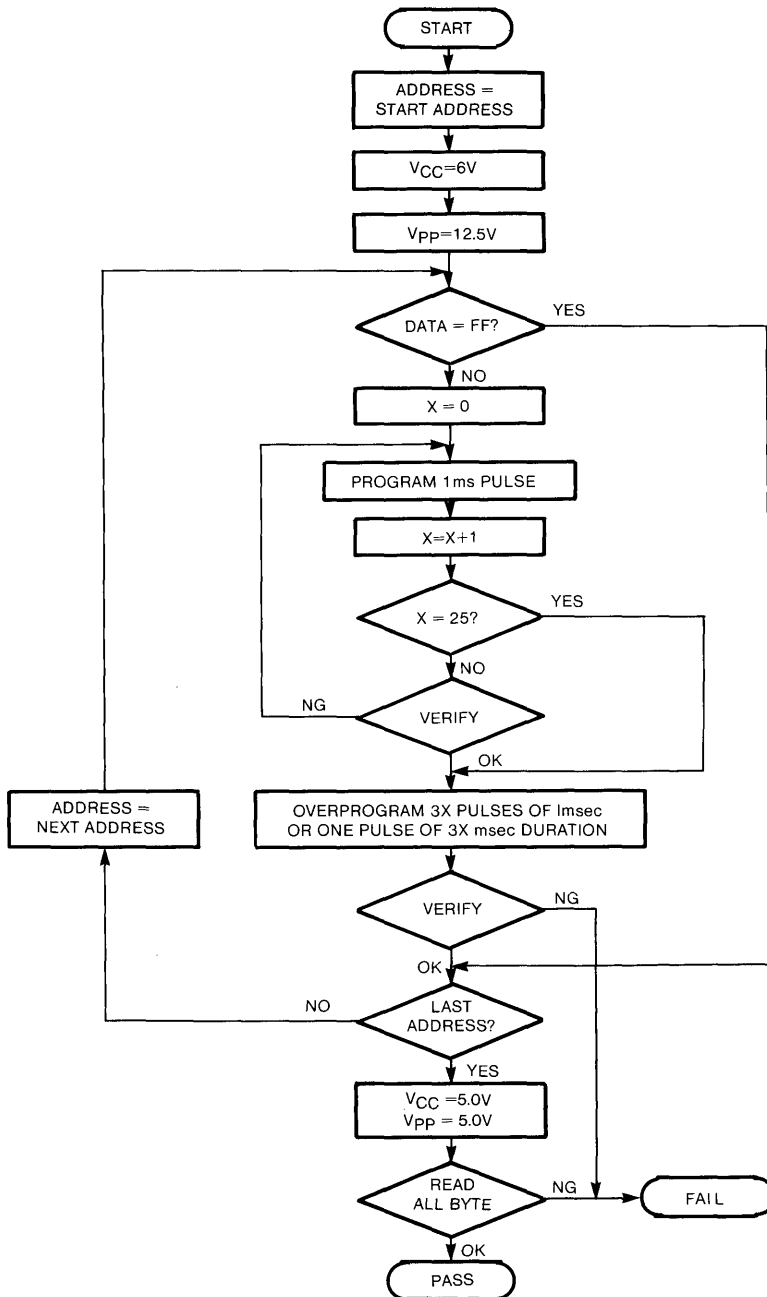 START
ADDRESS =
START ADDRESS
VCC=6V
VPP=12.5V
DATA = FF?
YES
NO
X = 0
PROGRAM 1ms PULSE
X=X+1
X = 25?
YES
NO
VERIFY
NG
OK
ADDRESS =
NEXT ADDRESS
OVERPROGRAM 3X PULSES OF Imsec
OR ONE PULSE OF 3X msec DURATION
VERIFY
NG
OK
LAST
ADDRESS?
NO
YES
VCC =5.0V
VPP = 5.0V
READ
ALL BYTE
NG
FAIL
OK
PASS